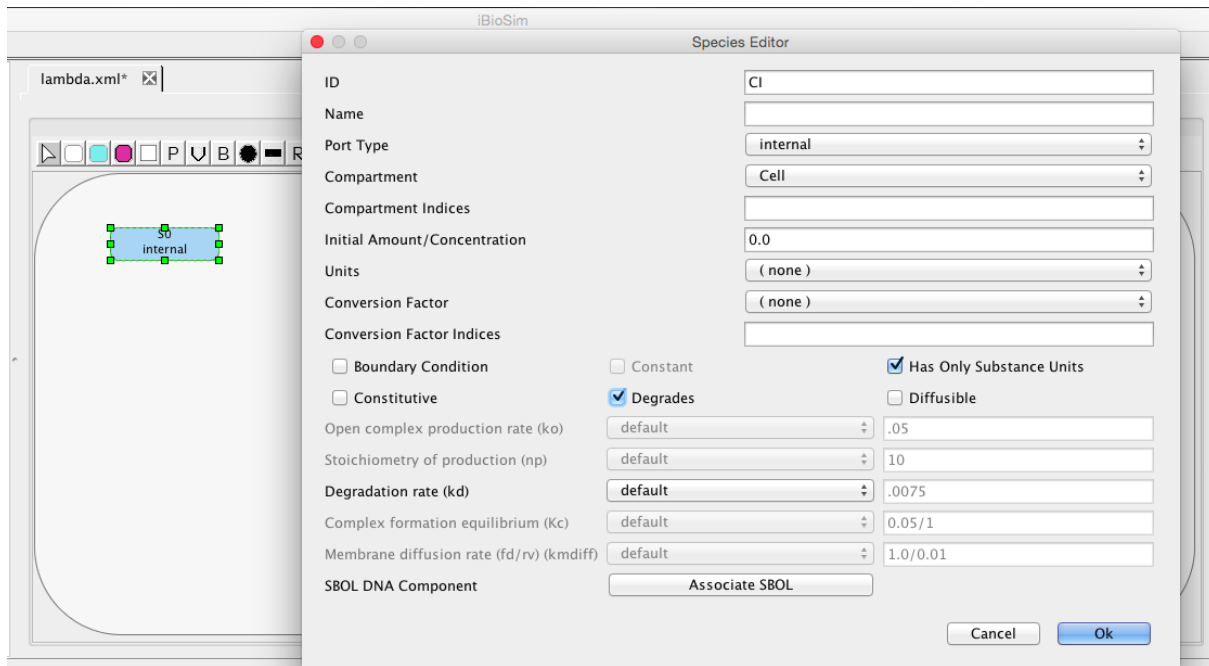 iBioSim
Species Editor
lambda.xml*
P V B R
S0
internal
ID CI
Name
Port Type internal
Compartment Cell
Compartment Indices
Initial Amount/Concentration 0.0
Units ( none )
Conversion Factor ( none )
Conversion Factor Indices
Boundary Condition Constant Has Only Substance Units
Constitutive Degrades Diffusible
Open complex production rate (ko) default .05
Stoichiometry of production (np) default 10
Degradation rate (kd) default .0075
Complex formation equilibrium (Kc) default 0.05/1
Membrane diffusion rate (fd/rv) (kmdiff) default 1.0/0.01
SBOL DNA Component Associate SBOL
Cancel Ok